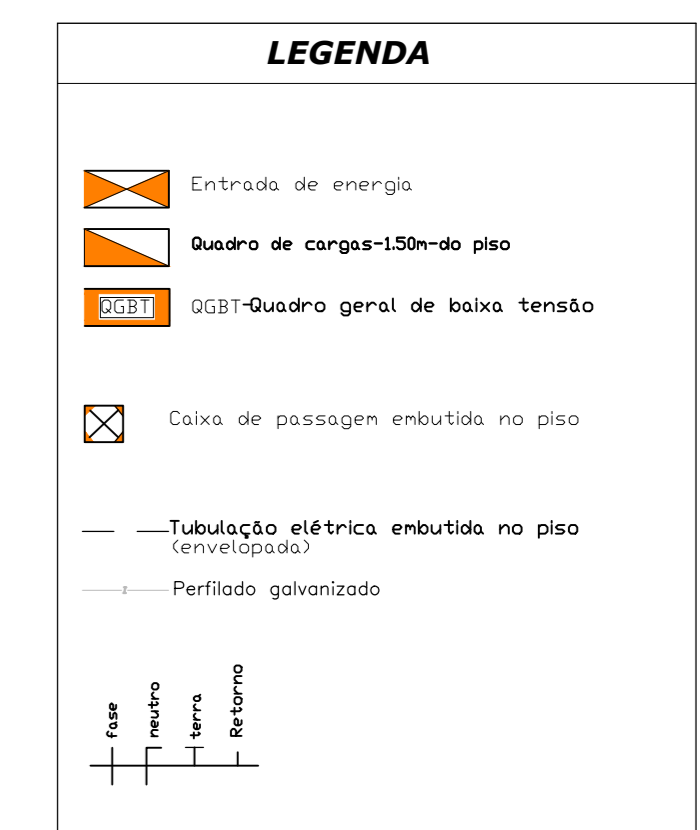 LEGENDA
Entrada de energia
Quadro de cargas-1.50m-do piso
QGBT QGBT-Quadro geral de baixa tensão
Caixa de passagem embutida no piso
Tubulação elétrica embutida no piso
(envelopada)
Perfilado galvanizado
fase
neutro
terra
Retorno